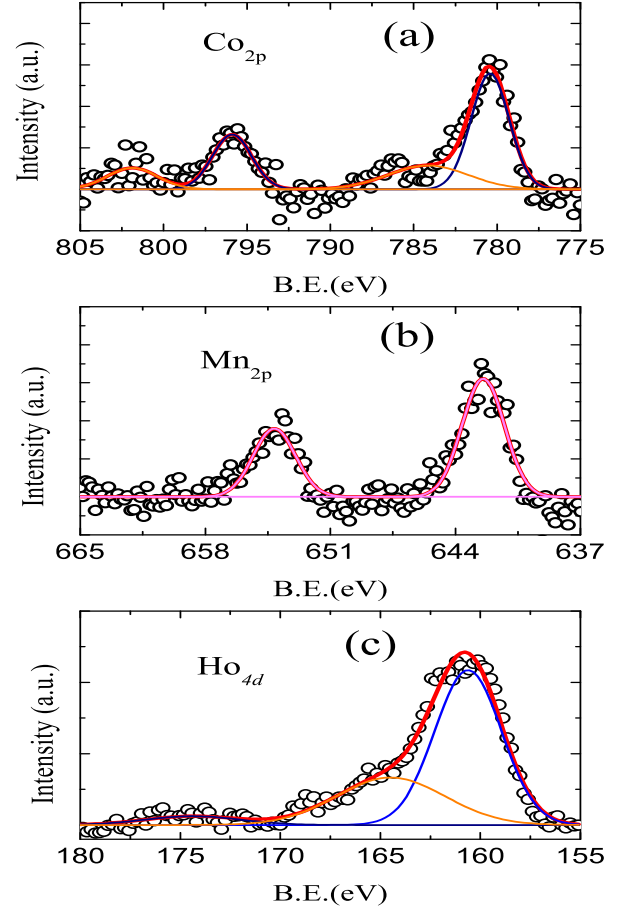 Co2p (a)
Intensity (a.u.)
805 800 795 790 785 780 775
B.E.(eV)
Mn2p (b)
Intensity (a.u.)
665 658 651 644 637
B.E.(eV)
Ho4d (c)
Intensity (a.u.)
180 175 170 165 160 155
B.E.(eV)